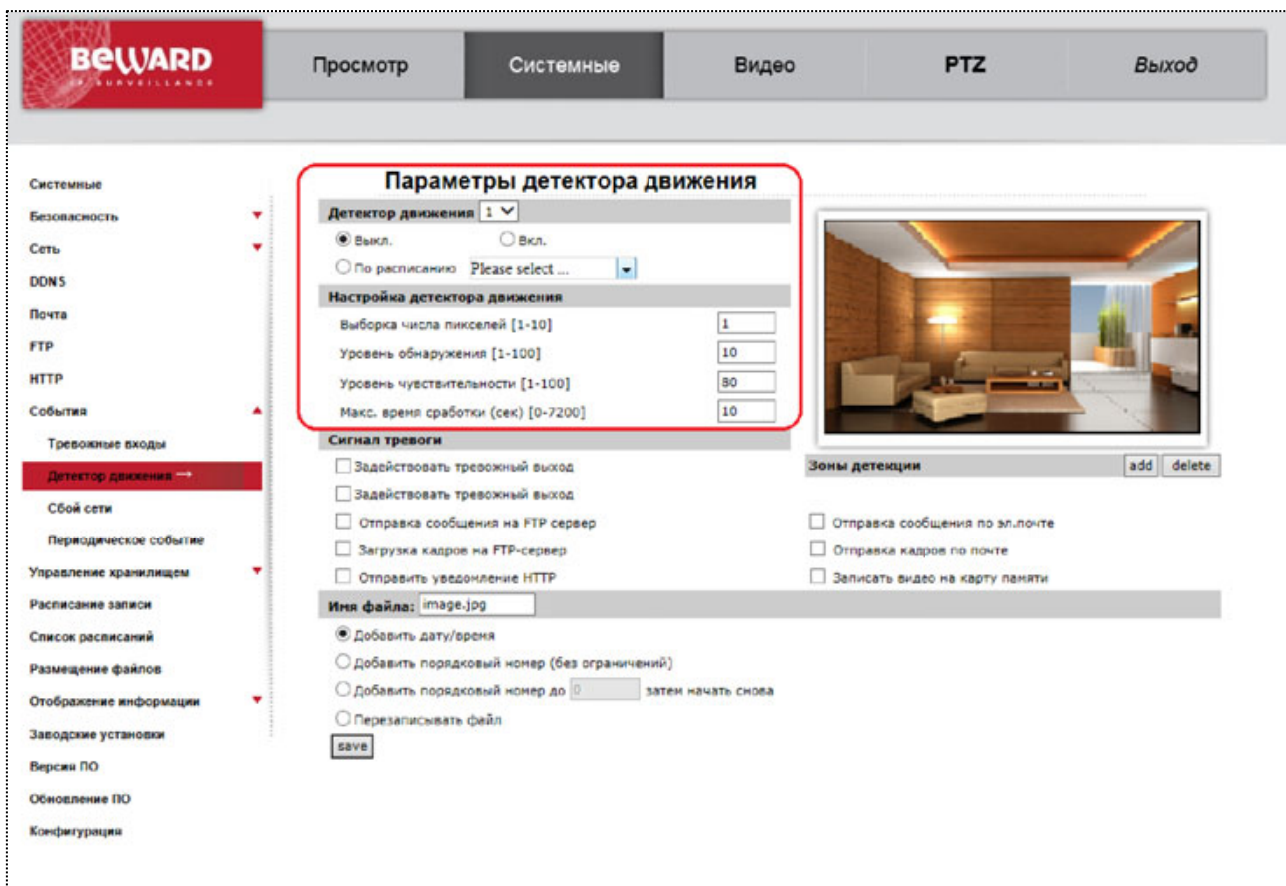 BEWARD
IP SURVEILLANCE
Просмотр
Системные
Видео
PTZ
Выход
Системные
Безопасность
Сеть
DDNS
Почта
FTP
HTTP
События
Тревожные входы
Детектор движения →
Сбой сети
Периодическое событие
Управление хранилищем
Расписание записи
Список расписаний
Размещение файлов
Отображение информации
Заводские установки
Версия ПО
Обновление ПО
Конфигурация
Параметры детектора движения
Детектор движения 1
Выкл. Вкл.
По расписанию Please select ...
Настройка детектора движения
Выборка числа пикселей [1-10] 1
Уровень обнаружения [1-100] 10
Уровень чувствительности [1-100] 80
Макс. время сработки (сек) [0-7200] 10
Сигнал тревоги
Задействовать тревожный выход
Задействовать тревожный выход
Отправка сообщения на FTP сервер
Загрузка кадров на FTP-сервер
Отправить уведомление HTTP
Зоны детекции add delete
Отправка сообщения по эл.почте
Отправка кадров по почте
Записать видео на карту памяти
Имя файла: image.jpg
Добавить дату/время
Добавить порядковый номер (без ограничений)
Добавить порядковый номер до 0 затем начать снова
Перезаписывать файл
save